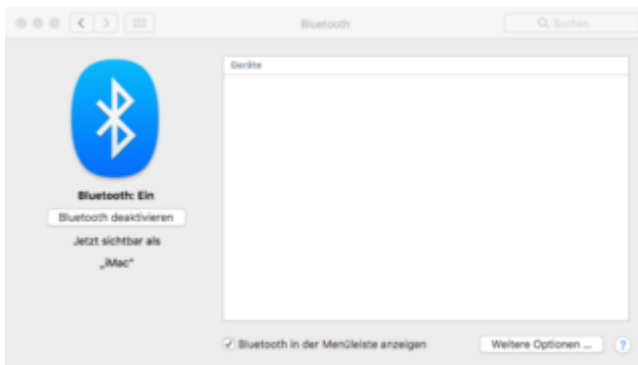 Bluetooth
Suchen
Geräte
Bluetooth: Ein
Bluetooth deaktivieren
Jetzt sichtbar als
„iMac“
Bluetooth in der Menüleiste anzeigen
Weitere Optionen ...
?